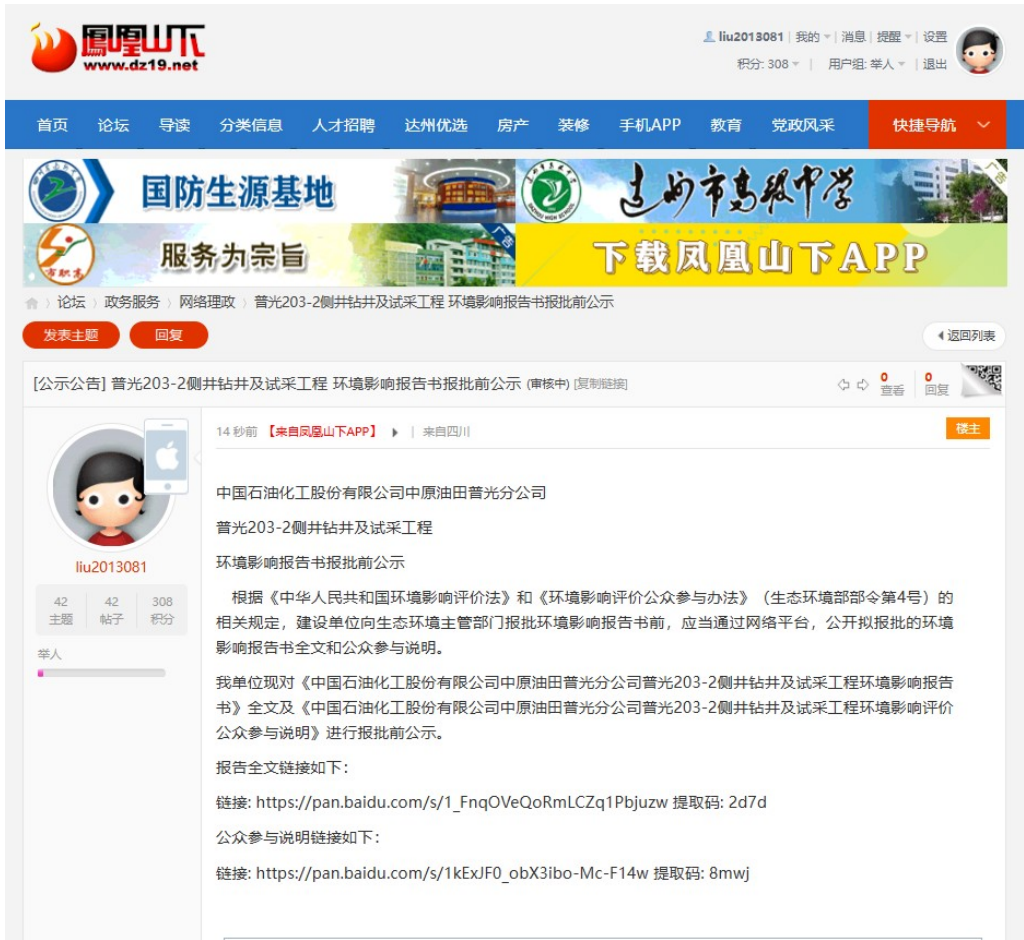 鳳凰山下
www.dz19.net
liu2013081 | 我的 | 消息 | 提醒 | 设置
积分: 308 | 用户组: 举人 | 退出
首页 论坛 导读 分类信息 人才招聘 达州优选 房产 装修 手机APP 教育 党政风采 快捷导航
国防生源基地 达州市高级中学 广告
市职高 服务为宗旨 广告 下载凤凰山下APP
论坛 › 政务服务 › 网络理政 › 普光203-2侧井钻井及试采工程 环境影响报告书报批前公示
发表主题 回复 返回列表
[公示公告] 普光203-2侧井钻井及试采工程 环境影响报告书报批前公示 (审核中) [复制链接]
0 查看 0 回复
14 秒前 【来自凤凰山下APP】 | 来自四川 楼主
liu2013081
42 42 308
主题 帖子 积分
举人
中国石油化工股份有限公司中原油田普光分公司
普光203-2侧井钻井及试采工程
环境影响报告书报批前公示
根据《中华人民共和国环境影响评价法》和《环境影响评价公众参与办法》（生态环境部部令第4号）的
相关规定，建设单位向生态环境主管部门报批环境影响报告书前，应当通过网络平台，公开拟报批的环境
影响报告书全文和公众参与说明。
我单位现对《中国石油化工股份有限公司中原油田普光分公司普光203-2侧井钻井及试采工程环境影响报告
书》全文及《中国石油化工股份有限公司中原油田普光分公司普光203-2侧井钻井及试采工程环境影响评价
公众参与说明》进行报批前公示。
报告全文链接如下：
链接: https://pan.baidu.com/s/1_FnqOVeQoRmLCZq1Pbjuzw 提取码: 2d7d
公众参与说明链接如下：
链接: https://pan.baidu.com/s/1kExJF0_obX3ibo-Mc-F14w 提取码: 8mwj